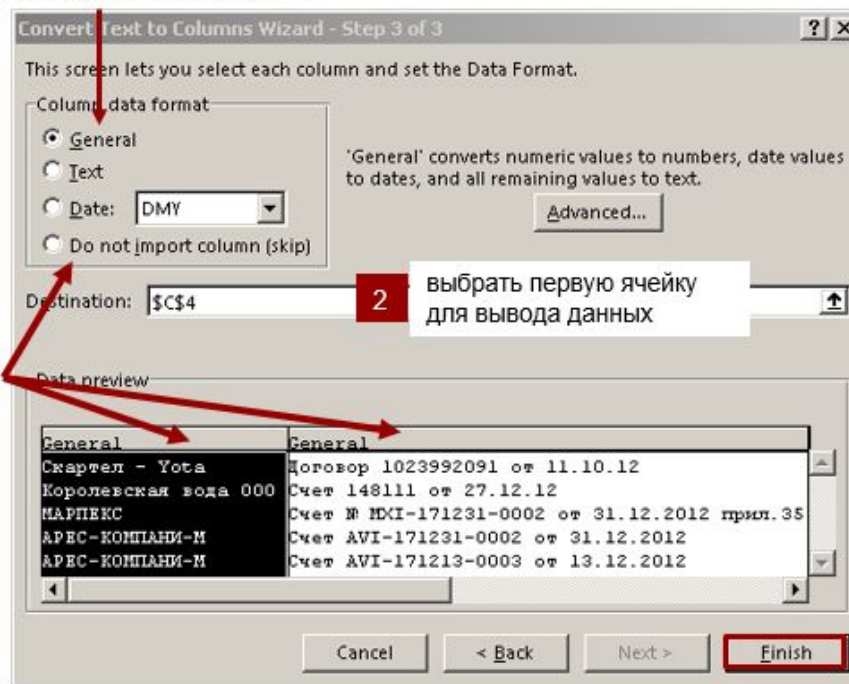 Convert Text to Columns Wizard - Step 3 of 3
This screen lets you select each column and set the Data Format.
Column data format
General
Text
Date: DMY
Do not import column (skip)
'General' converts numeric values to numbers, date values
to dates, and all remaining values to text.
Advanced...
Destination: $C$4
2
выбрать первую ячейку
для вывода данных
Data preview
General General
Скартел - Yota Договор 1023992091 от 11.10.12
Королевская вода ООО Счет 148111 от 27.12.12
МАРПЕКС Счет № MXI-171231-0002 от 31.12.2012 прил.35
АРЕС-КОМПАНИ-М Счет AVI-171231-0002 от 31.12.2012
АРЕС-КОМПАНИ-М Счет AVI-171213-0003 от 13.12.2012
Cancel < Back Next > Finish